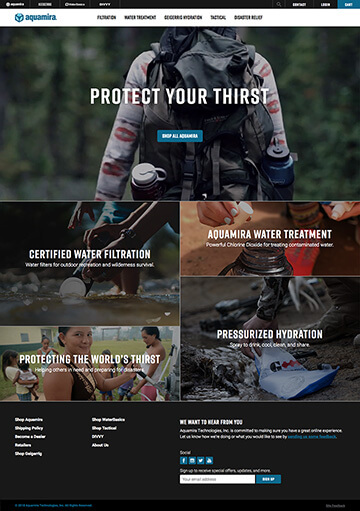 aquamira
GEIGERRIG
WaterBasics
DIVVY
CONTACT
LOGIN
CART
aquamira.
FILTRATION
WATER TREATMENT
GEIGERRIG HYDRATION
TACTICAL
DISASTER RELIEF
PROTECT YOUR THIRST
SHOP ALL AQUAMIRA
CERTIFIED WATER FILTRATION
Water filters for outdoor recreation and wilderness survival.
AQUAMIRA WATER TREATMENT
Powerful Chlorine Dioxide for treating contaminated water.
PROTECTING THE WORLD'S THIRST
Helping others in need and preparing for disasters
PRESSURIZED HYDRATION
Spray to drink, cool, clean, and share.
Shop Aquamira
Shipping Policy
Become a Dealer
Retailers
Shop Geigerrig
Shop WaterBasics
Shop Tactical
DIVVY
About Us
WE WANT TO HEAR FROM YOU
Aquamira Technologies, Inc. is committed to making sure you have a great online experience.
Let us know how we're doing or what you would like to see by sending us some feedback.
Social
Sign up to receive special offers, updates, and more.
Your email address
SIGN UP
Aquamira Technologies, Inc. All Rights Reserved.
Site Feedback